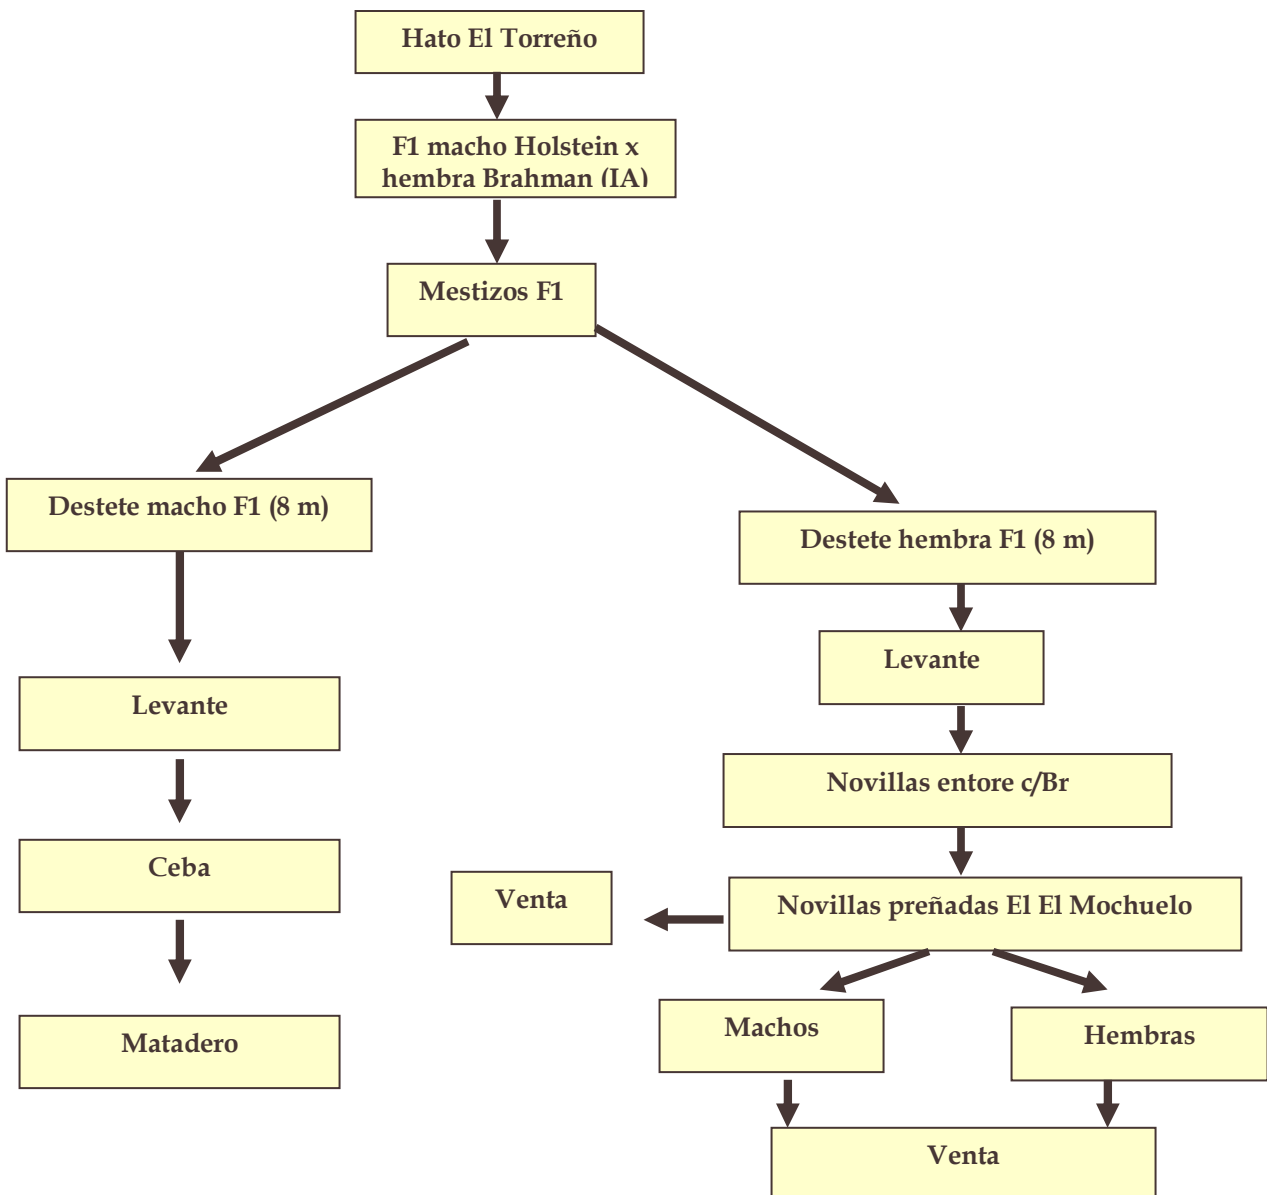 Hato El Torreño
F1 macho Holstein x
hembra Brahman (IA)
Mestizos F1
Destete macho F1 (8 m)
Destete hembra F1 (8 m)
Levante
Levante
Novillas entore c/Br
Ceba
Venta
Novillas preñadas El El Mochuelo
Machos
Hembras
Matadero
Venta